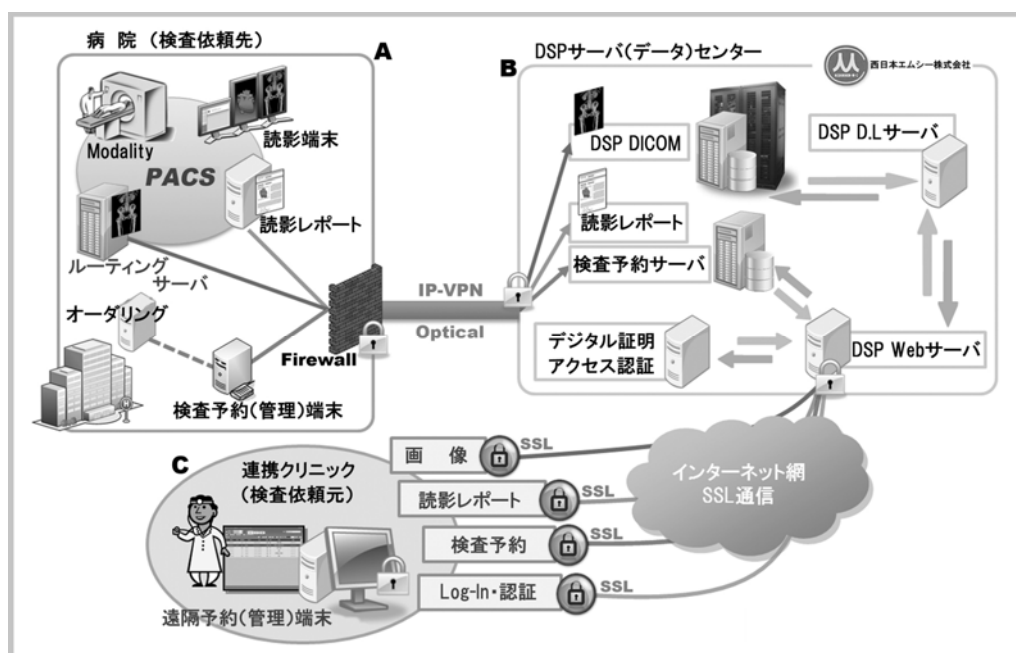 病 院 (検査依頼先)
A
Modality
読影端末
PACS
読影レポート
ルーティング
サーバ
オーダリング
検査予約(管理)端末
Firewall
IP-VPN
Optical
DSPサーバ(データ)センター
B
西日本エムシー株式会社
DSP DICOM
DSP D.Lサーバ
読影レポート
検査予約サーバ
デジタル証明
アクセス認証
DSP Webサーバ
C
連携クリニック
(検査依頼元)
遠隔予約(管理)端末
画 像
SSL
読影レポート
SSL
検査予約
SSL
Log-In・認証
SSL
インターネット網
SSL通信